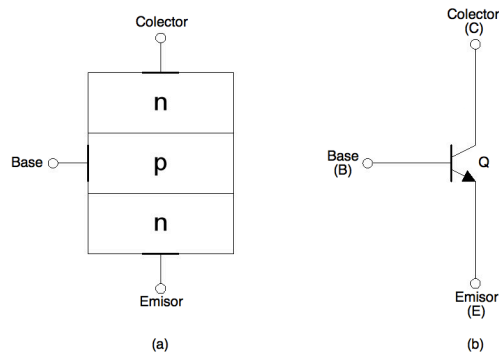 Colector
n
Base
p
n
Emisor
(a)
Colector
(C)
Base
(B)
Q
Emisor
(E)
(b)